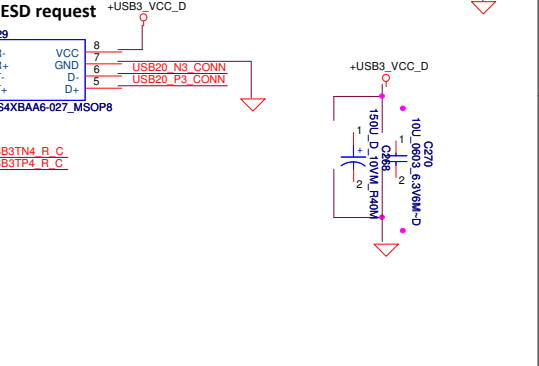 ESD request
+USB3_VCC_D
29
8
VCC
7
GND
6
D-
USB20_N3_CONN
5
D+
USB20_P3_CONN
S4XBAA6-027_MSOP8
B3TN4_R_C
B3TP4_R_C
+USB3_VCC_D
1
+
2
150U_D_10VM_R40M
C268
1
2
C270
10U_0603_6.3V6M~D